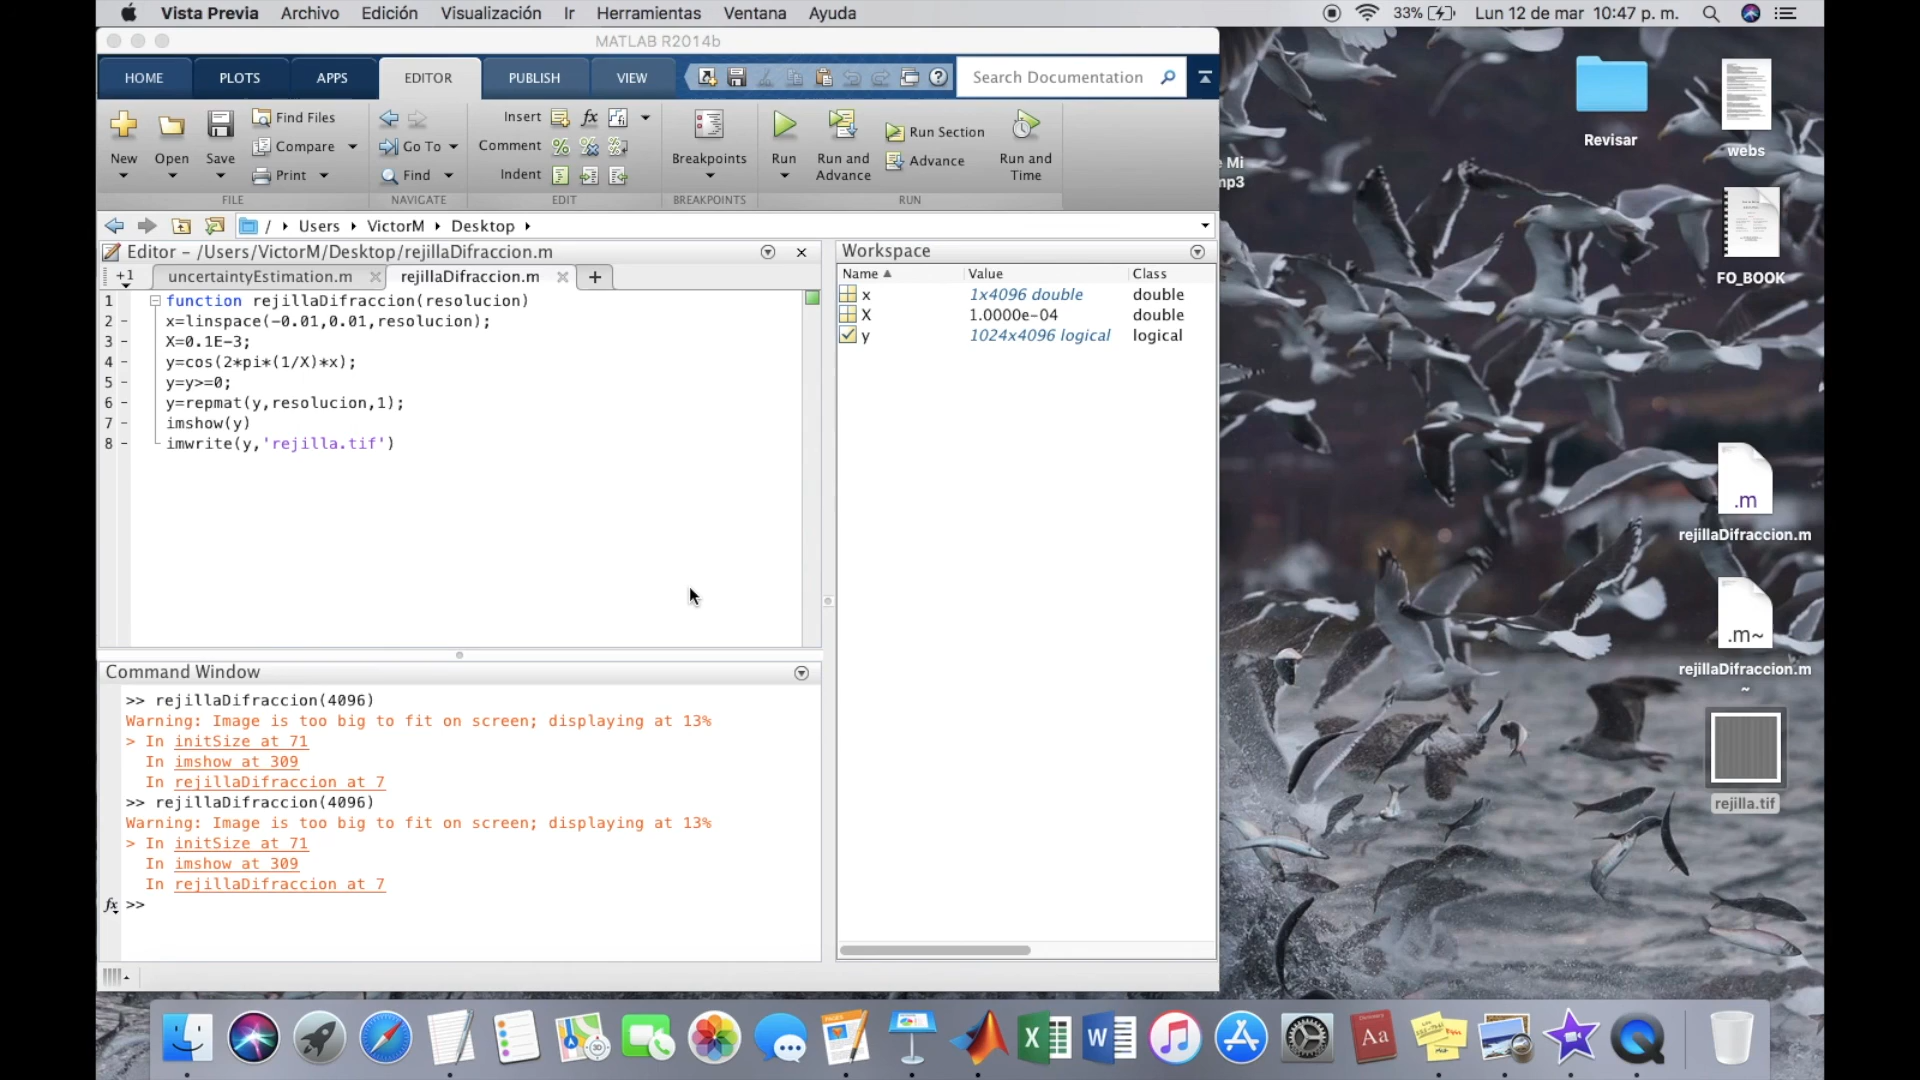 Vista Previa Archivo Edición Visualización Ir Herramientas Ventana Ayuda 33% Lun 12 de mar 10:47 p. m.
MATLAB R2014b
HOME PLOTS APPS EDITOR PUBLISH VIEW Search Documentation
New Open Save Find Files Compare Print
FILE
Go To Find
NAVIGATE
Insert fx
Comment
Indent
EDIT
Breakpoints
BREAKPOINTS
Run Run and Advance Run Section Advance Run and Time
RUN
/ Users VictorM Desktop
Editor - /Users/VictorM/Desktop/rejillaDifraccion.m
+1 uncertaintyEstimation.m rejillaDifraccion.m +
1 function rejillaDifraccion(resolucion)
2 - x=linspace(-0.01,0.01,resolucion);
3 - X=0.1E-3;
4 - y=cos(2*pi*(1/X)*x);
5 - y=y>=0;
6 - y=repmat(y,resolucion,1);
7 - imshow(y)
8 - imwrite(y,'rejilla.tif')
Workspace
Name Value Class
x 1x4096 double double
X 1.0000e-04 double
y 1024x4096 logical logical
Command Window
>> rejillaDifraccion(4096)
Warning: Image is too big to fit on screen; displaying at 13%
> In initSize at 71
In imshow at 309
In rejillaDifraccion at 7
>> rejillaDifraccion(4096)
Warning: Image is too big to fit on screen; displaying at 13%
> In initSize at 71
In imshow at 309
In rejillaDifraccion at 7
fx >>
e Mi
mp3
Revisar
webs
FO_BOOK
.m
rejillaDifraccion.m
.m~
rejillaDifraccion.m
~
rejilla.tif
PAGES
3D
Aa